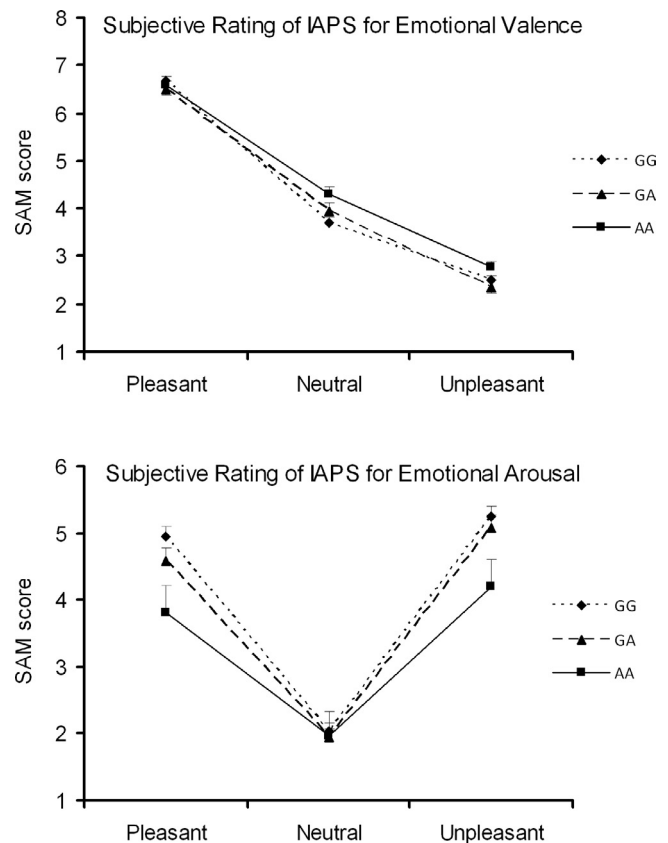 Subjective Rating of IAPS for Emotional Valence
8
7
6
5
4
3
2
1
SAM score
Pleasant Neutral Unpleasant
GG
GA
AA
Subjective Rating of IAPS for Emotional Arousal
6
5
4
3
2
1
SAM score
Pleasant Neutral Unpleasant
GG
GA
AA